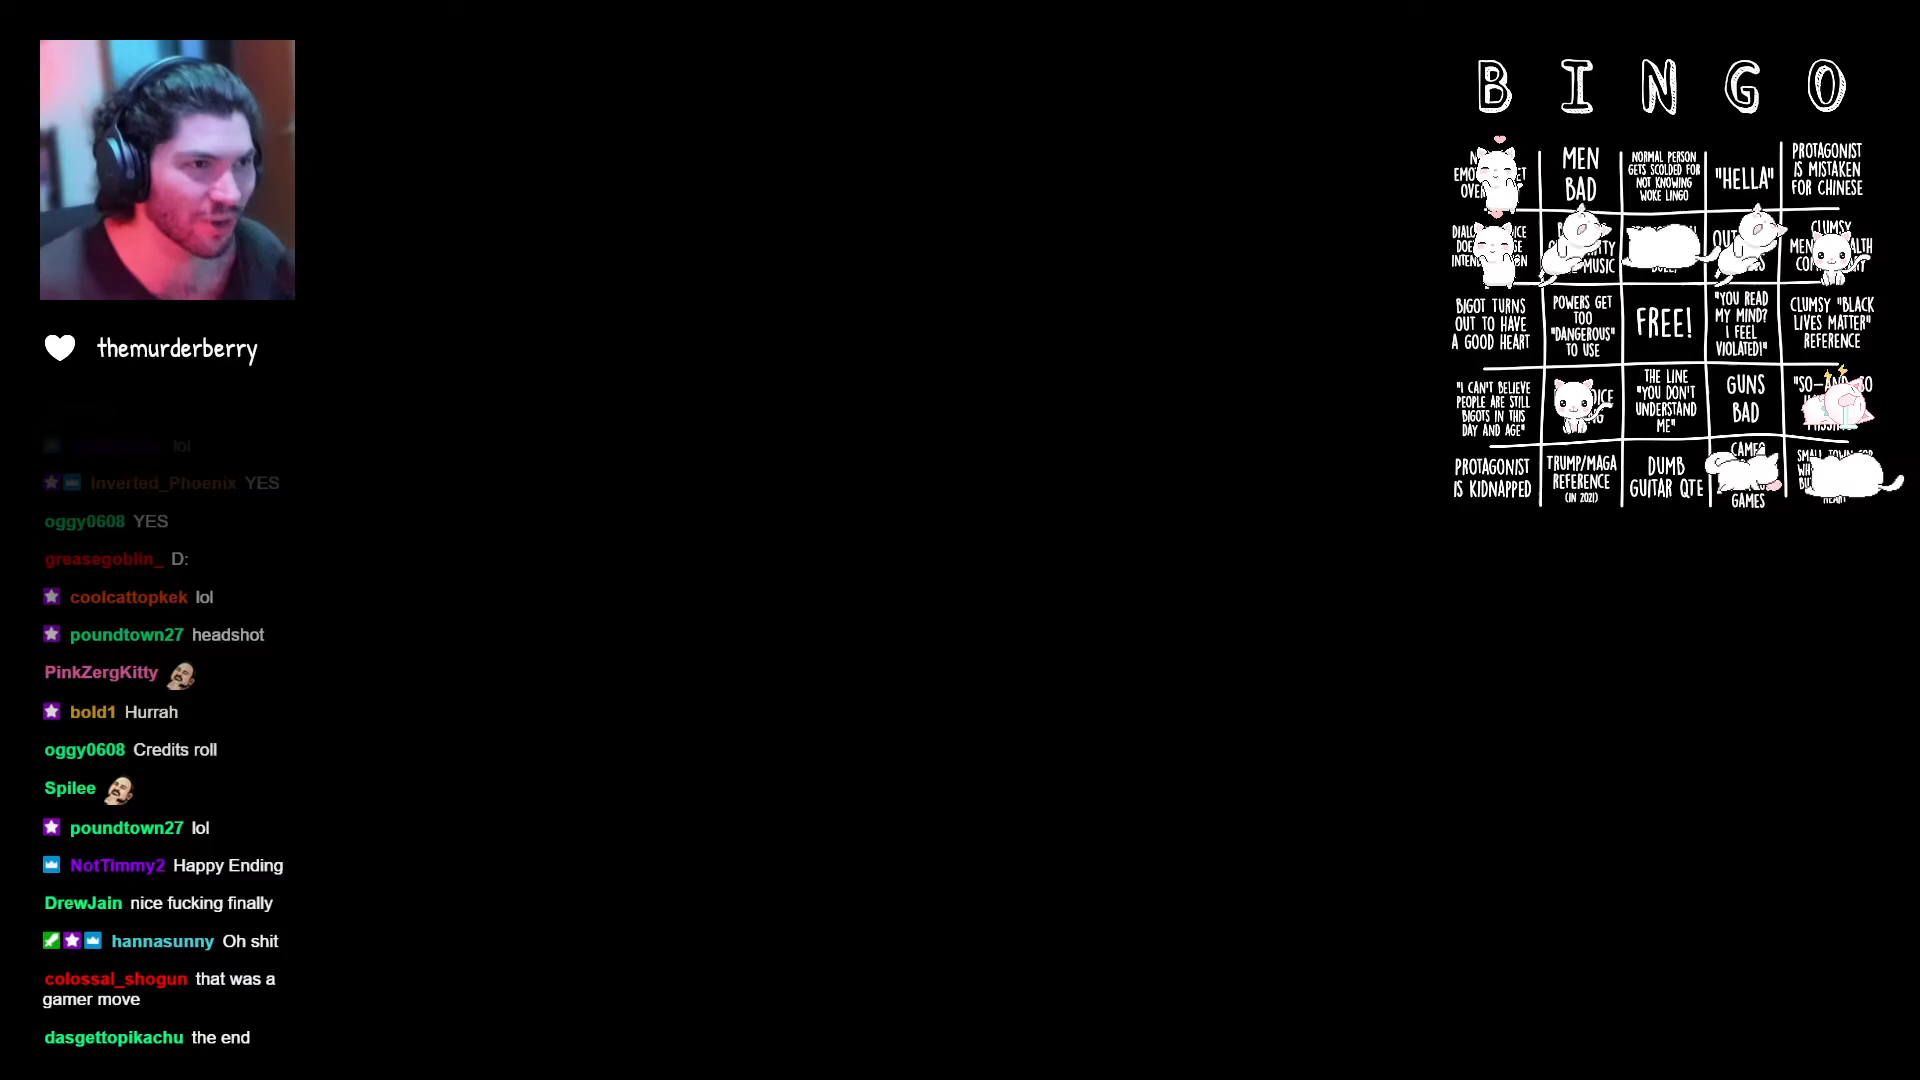 themurderberry
lol
Inverted_Phoenix YES
oggy0608 YES
greasegoblin_ D:
coolcattopkek lol
poundtown27 headshot
PinkZergKitty
bold1 Hurrah
oggy0608 Credits roll
Spilee
poundtown27 lol
NotTimmy2 Happy Ending
DrewJain nice fucking finally
hannasunny Oh shit
colossal_shogun that was a
gamer move
dasgettopikachu the end
B I N G O
MEN
BAD
NORMAL PERSON
GETS SCOLDED FOR
NOT KNOWING
WOKE LINGO
"HELLA"
PROTAGONIST
IS MISTAKEN
FOR CHINESE
MUSIC
CLUMSY
BIGOT TURNS
OUT TO HAVE
A GOOD HEART
POWERS GET
TOO
"DANGEROUS"
TO USE
FREE!
"YOU READ
MY MIND?
I FEEL
VIOLATED!"
CLUMSY "BLACK
LIVES MATTER"
REFERENCE
"I CAN'T BELIEVE
PEOPLE ARE STILL
BIGOTS IN THIS
DAY AND AGE"
THE LINE
"YOU DON'T
UNDERSTAND
ME"
GUNS
BAD
PROTAGONIST
IS KIDNAPPED
TRUMP/MAGA
REFERENCE
(IN 2021)
DUMB
GUITAR QTE
GAMES